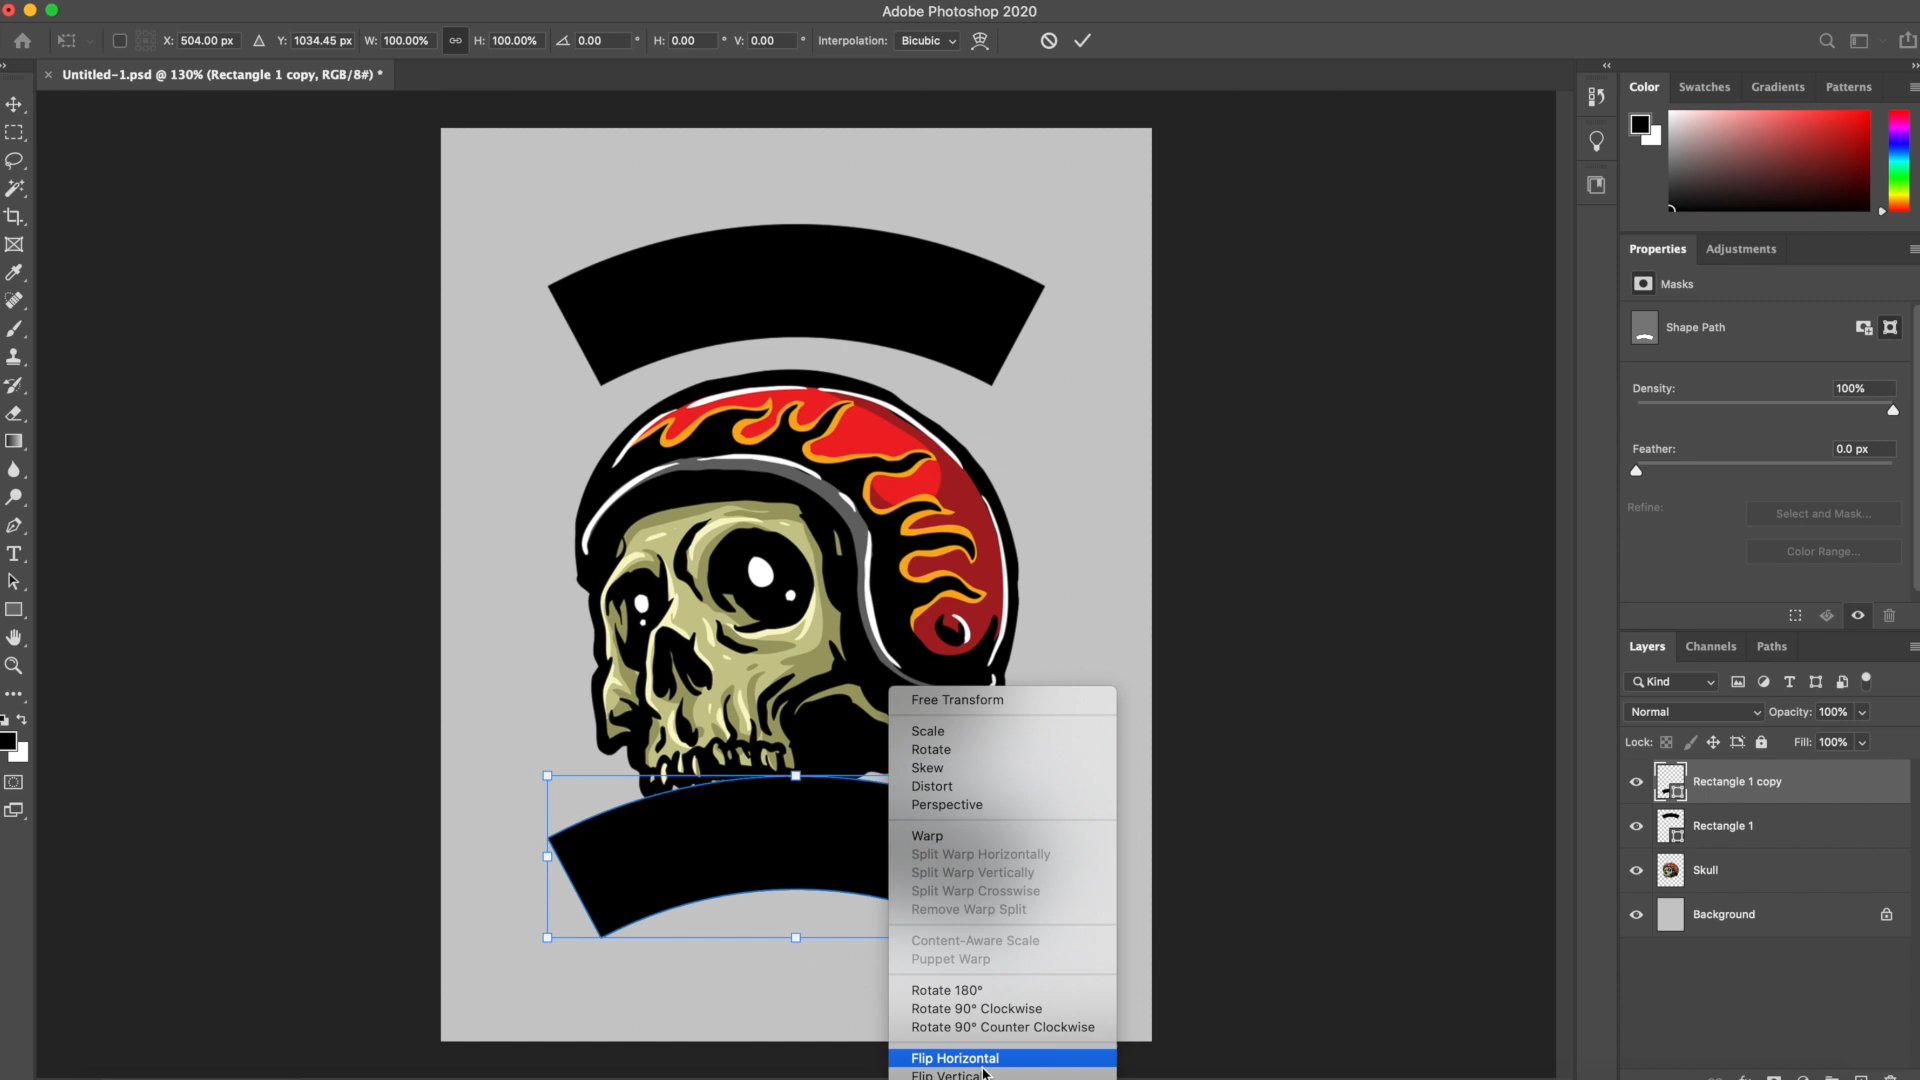 Adobe Photoshop 2020
X: 504.00 px Y: 1034.45 px W: 100.00% H: 100.00% 0.00 ° H: 0.00 ° V: 0.00 ° Interpolation: Bicubic
× Untitled-1.psd @ 130% (Rectangle 1 copy, RGB/8#) *
Color Swatches Gradients Patterns
Properties Adjustments
Masks
Shape Path
Density: 100%
Feather: 0.0 px
Refine: Select and Mask...
Color Range...
Layers Channels Paths
Kind
Normal Opacity: 100%
Lock: Fill: 100%
Rectangle 1 copy
Rectangle 1
Skull
Background
Free Transform
Scale
Rotate
Skew
Distort
Perspective
Warp
Split Warp Horizontally
Split Warp Vertically
Split Warp Crosswise
Remove Warp Split
Content-Aware Scale
Puppet Warp
Rotate 180°
Rotate 90° Clockwise
Rotate 90° Counter Clockwise
Flip Horizontal
Flip Vertical